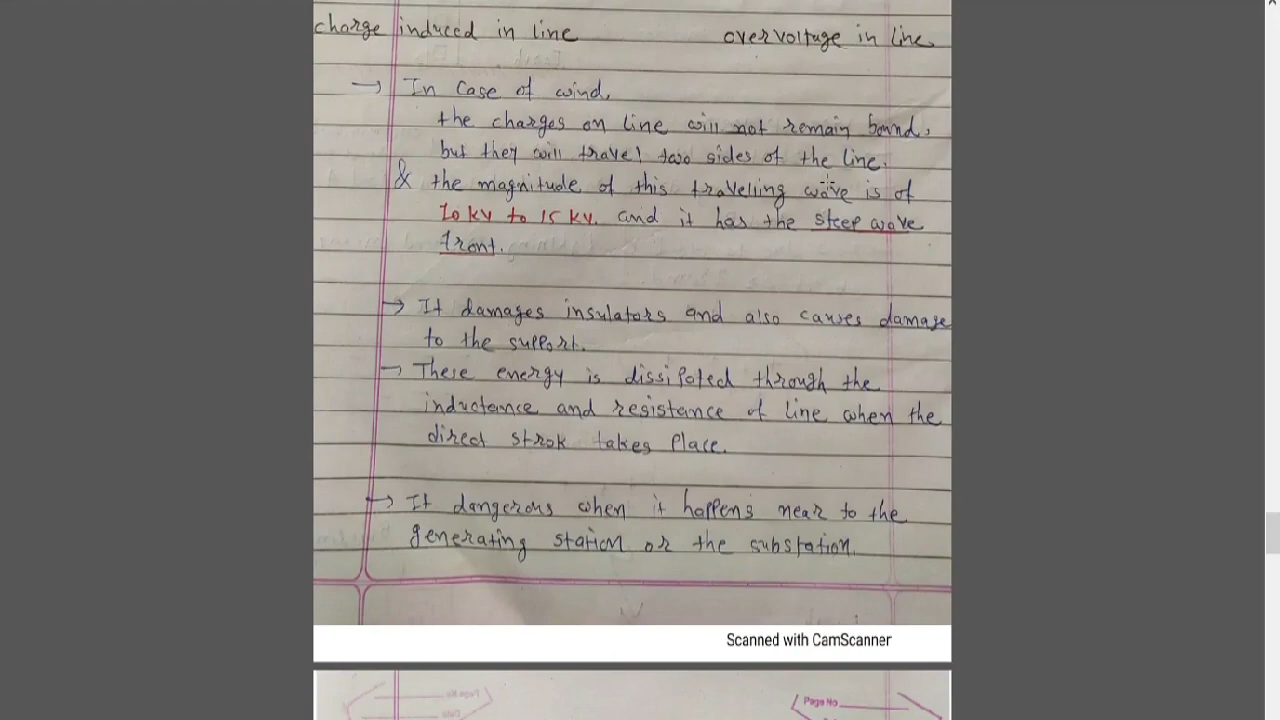 charge induced in line overvoltage in line.
→ In case of wind,
the charges on line will not remain bound.
but they will travel two sides of the line.
& the magnitude of this travelling wave is of
10 kv to 15 kv. and it has the steep wave
front.
→ It damages insulators and also causes damage
to the support.
→ There energy is dissipated through the
inductance and resistance of line when the
direct strok takes place.
→ It dangerous when it happens near to the
generating station or the substation.
Scanned with CamScanner
Page No